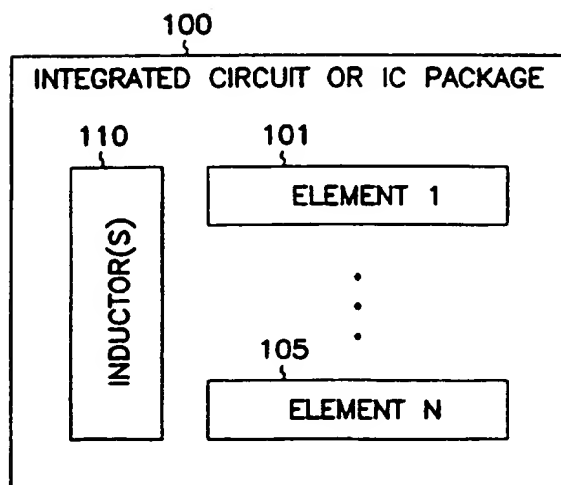 100
INTEGRATED CIRCUIT OR IC PACKAGE
110
101
INDUCTOR(S)
ELEMENT 1
105
ELEMENT N